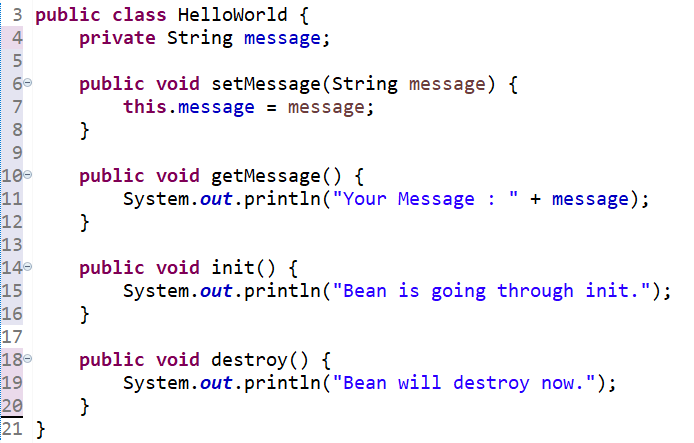 3 public class HelloWorld {
4     private String message;
5
6     public void setMessage(String message) {
7         this.message = message;
8     }
9
10     public void getMessage() {
11         System.out.println("Your Message : " + message);
12     }
13
14     public void init() {
15         System.out.println("Bean is going through init.");
16     }
17
18     public void destroy() {
19         System.out.println("Bean will destroy now.");
20     }
21 }